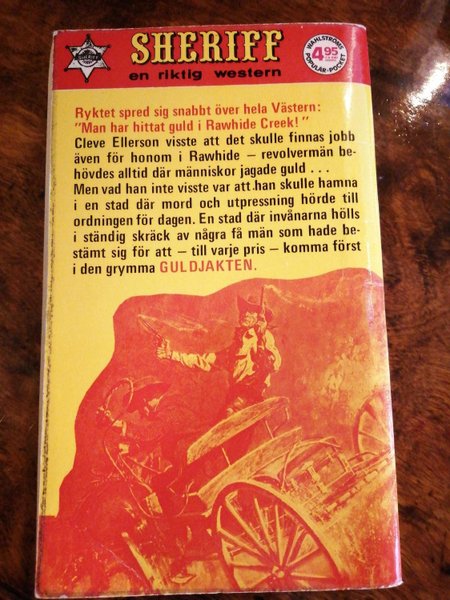 SHERIFF
en riktig western
SHERIFF
WAHLSTRÖMS
4.95
POPULÄR-POCKET
Ryktet spred sig snabbt över hela Västern:
"Man har hittat guld i Rawhide Creek!"
Cleve Ellerson visste att det skulle finnas jobb
även för honom i Rawhide – revolvermän be-
hövdes alltid där människor jagade guld . . .
Men vad han inte visste var att han skulle hamna
i en stad där mord och utpressning hörde till
ordningen för dagen. En stad där invånarna hölls
i ständig skräck av några få män som hade be-
stämt sig för att – till varje pris – komma först
i den grymma GULDJAKTEN.